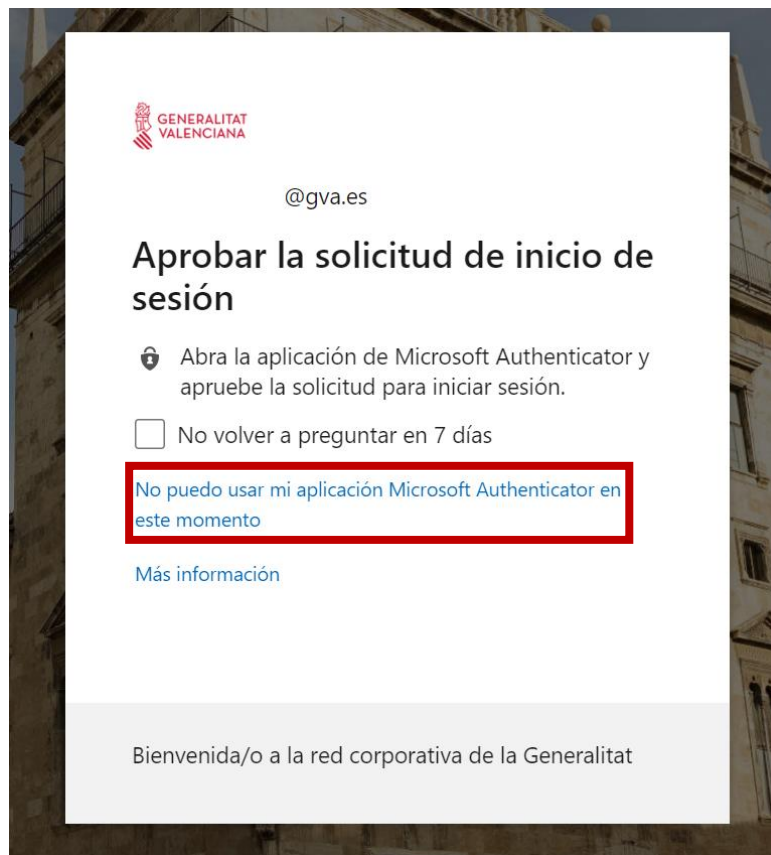 GENERALITAT
VALENCIANA
@gva.es
Aprobar la solicitud de inicio de
sesión
Abra la aplicación de Microsoft Authenticator y
apruebe la solicitud para iniciar sesión.
No volver a preguntar en 7 días
No puedo usar mi aplicación Microsoft Authenticator en
este momento
Más información
Bienvenida/o a la red corporativa de la Generalitat